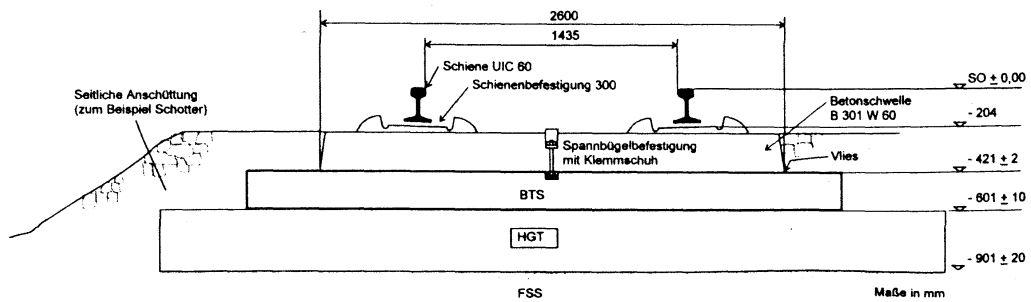 2600
1435
Schiene UIC 60
Schienenbefestigung 300
SO ± 0,00
Seitliche Anschüttung
(zum Beispiel Schotter)
Betonschwelle
B 301 W 60
- 204
Spannbügelbefestigung
mit Klemmschuh
Vlies
- 421 ± 2
BTS
- 601 ± 10
HGT
- 901 ± 20
FSS
Maße in mm